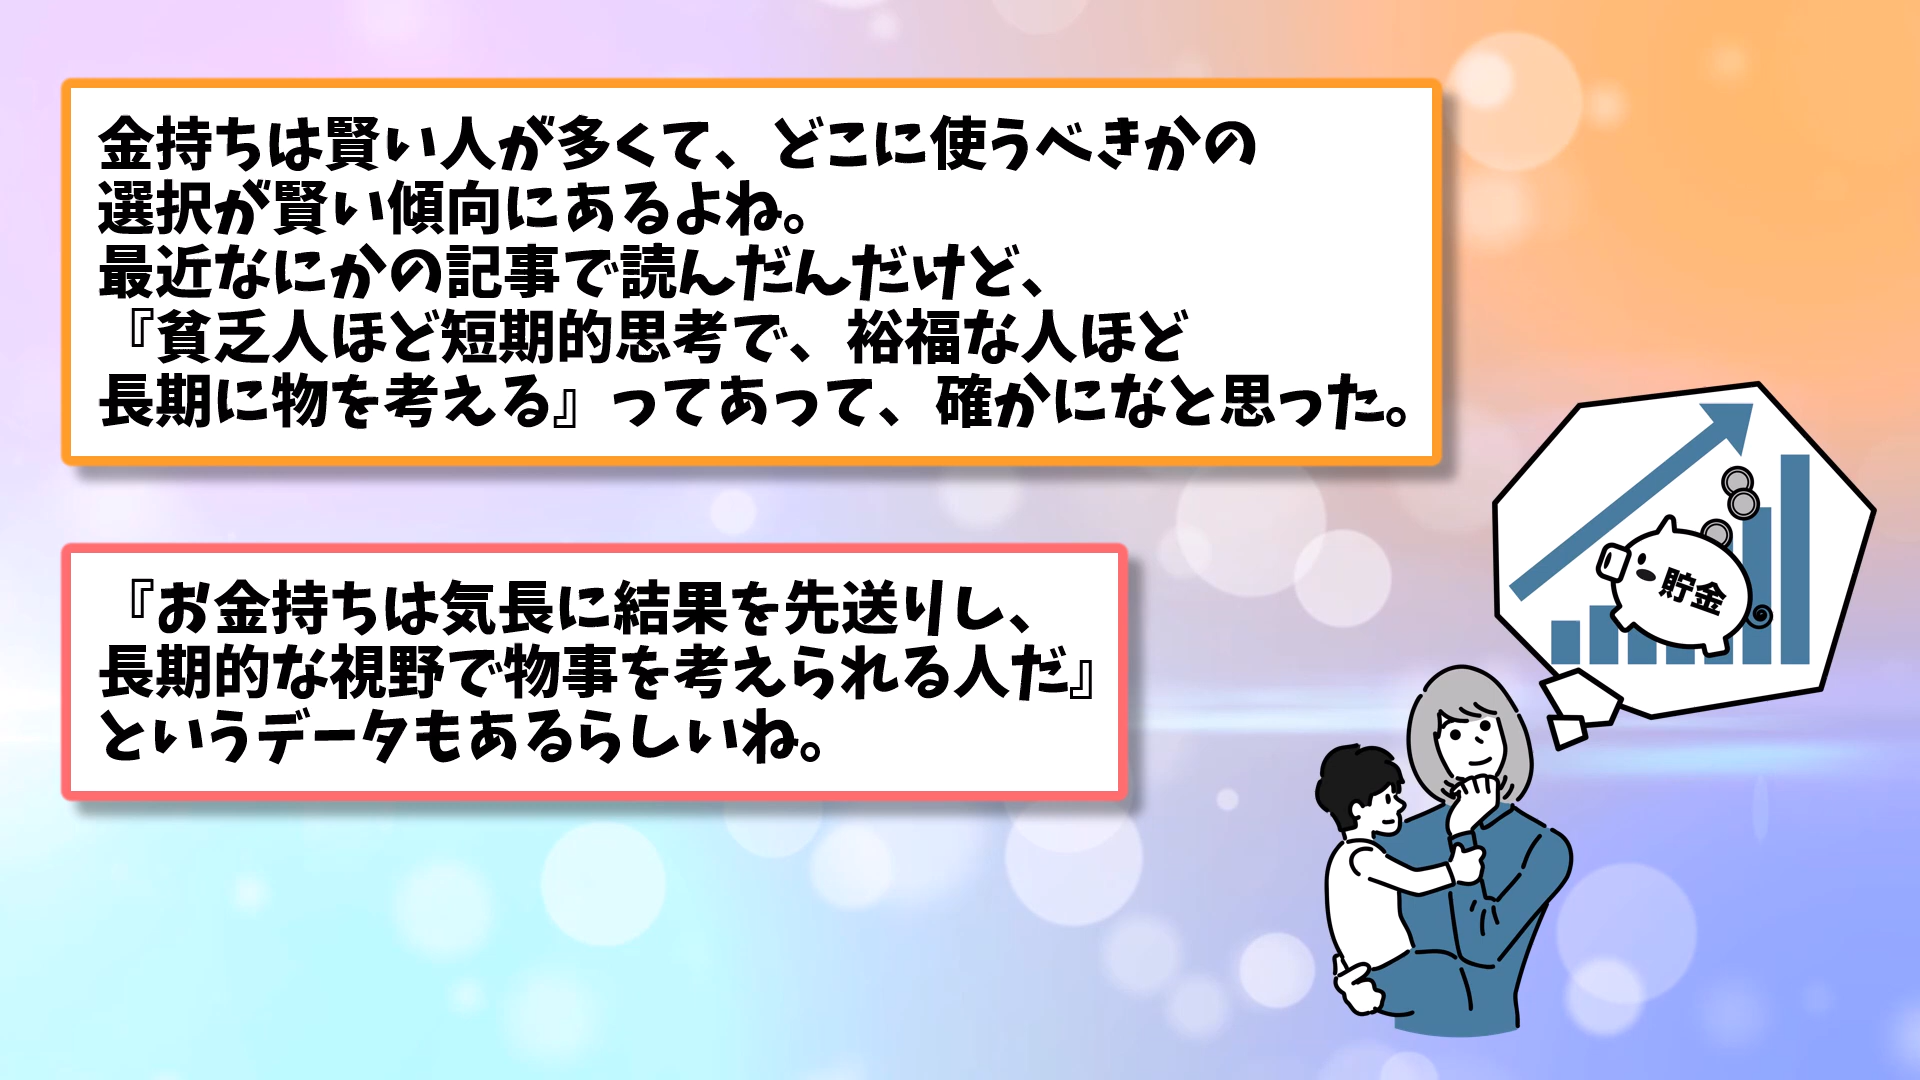 金持ちは賢い人が多くて、どこに使うべきかの
選択が賢い傾向にあるよね。
最近なにかの記事で読んだんだけど、
『貧乏人ほど短期的思考で、裕福な人ほど
長期に物を考える』ってあって、確かになと思った。
『お金持ちは気長に結果を先送りし、
長期的な視野で物事を考えられる人だ』
というデータもあるらしいね。
貯金